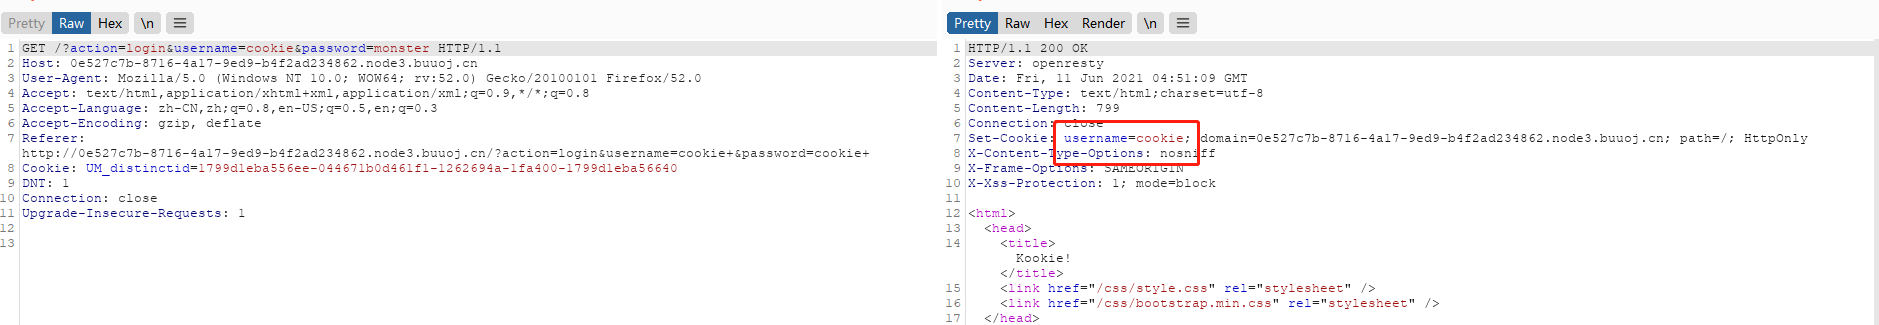 Pretty Raw Hex \n
1 GET /?action=login&username=cookie&password=monster HTTP/1.1
2 Host: 0e527c7b-8716-4a17-9ed9-b4f2ad234862.node3.buuoj.cn
3 User-Agent: Mozilla/5.0 (Windows NT 10.0; WOW64; rv:52.0) Gecko/20100101 Firefox/52.0
4 Accept: text/html,application/xhtml+xml,application/xml;q=0.9,*/*;q=0.8
5 Accept-Language: zh-CN,zh;q=0.8,en-US;q=0.5,en;q=0.3
6 Accept-Encoding: gzip, deflate
7 Referer:
http://0e527c7b-8716-4a17-9ed9-b4f2ad234862.node3.buuoj.cn/?action=login&username=cookie+&password=cookie+
8 Cookie: UM_distinctid=1799d1eba556ee-044671b0d461f1-1262694a-1fa400-1799d1eba56640
9 DNT: 1
10 Connection: close
11 Upgrade-Insecure-Requests: 1
12
13
Pretty Raw Hex Render \n
1 HTTP/1.1 200 OK
2 Server: openresty
3 Date: Fri, 11 Jun 2021 04:51:09 GMT
4 Content-Type: text/html;charset=utf-8
5 Content-Length: 799
6 Connection: close
7 Set-Cookie: username=cookie; domain=0e527c7b-8716-4a17-9ed9-b4f2ad234862.node3.buuoj.cn; path=/; HttpOnly
8 X-Content-Type-Options: nosniff
9 X-Frame-Options: SAMEORIGIN
10 X-Xss-Protection: 1; mode=block
11
12 <html>
13 <head>
14 <title>
Kookie!
</title>
15 <link href="/css/style.css" rel="stylesheet" />
16 <link href="/css/bootstrap.min.css" rel="stylesheet" />
17 </head>